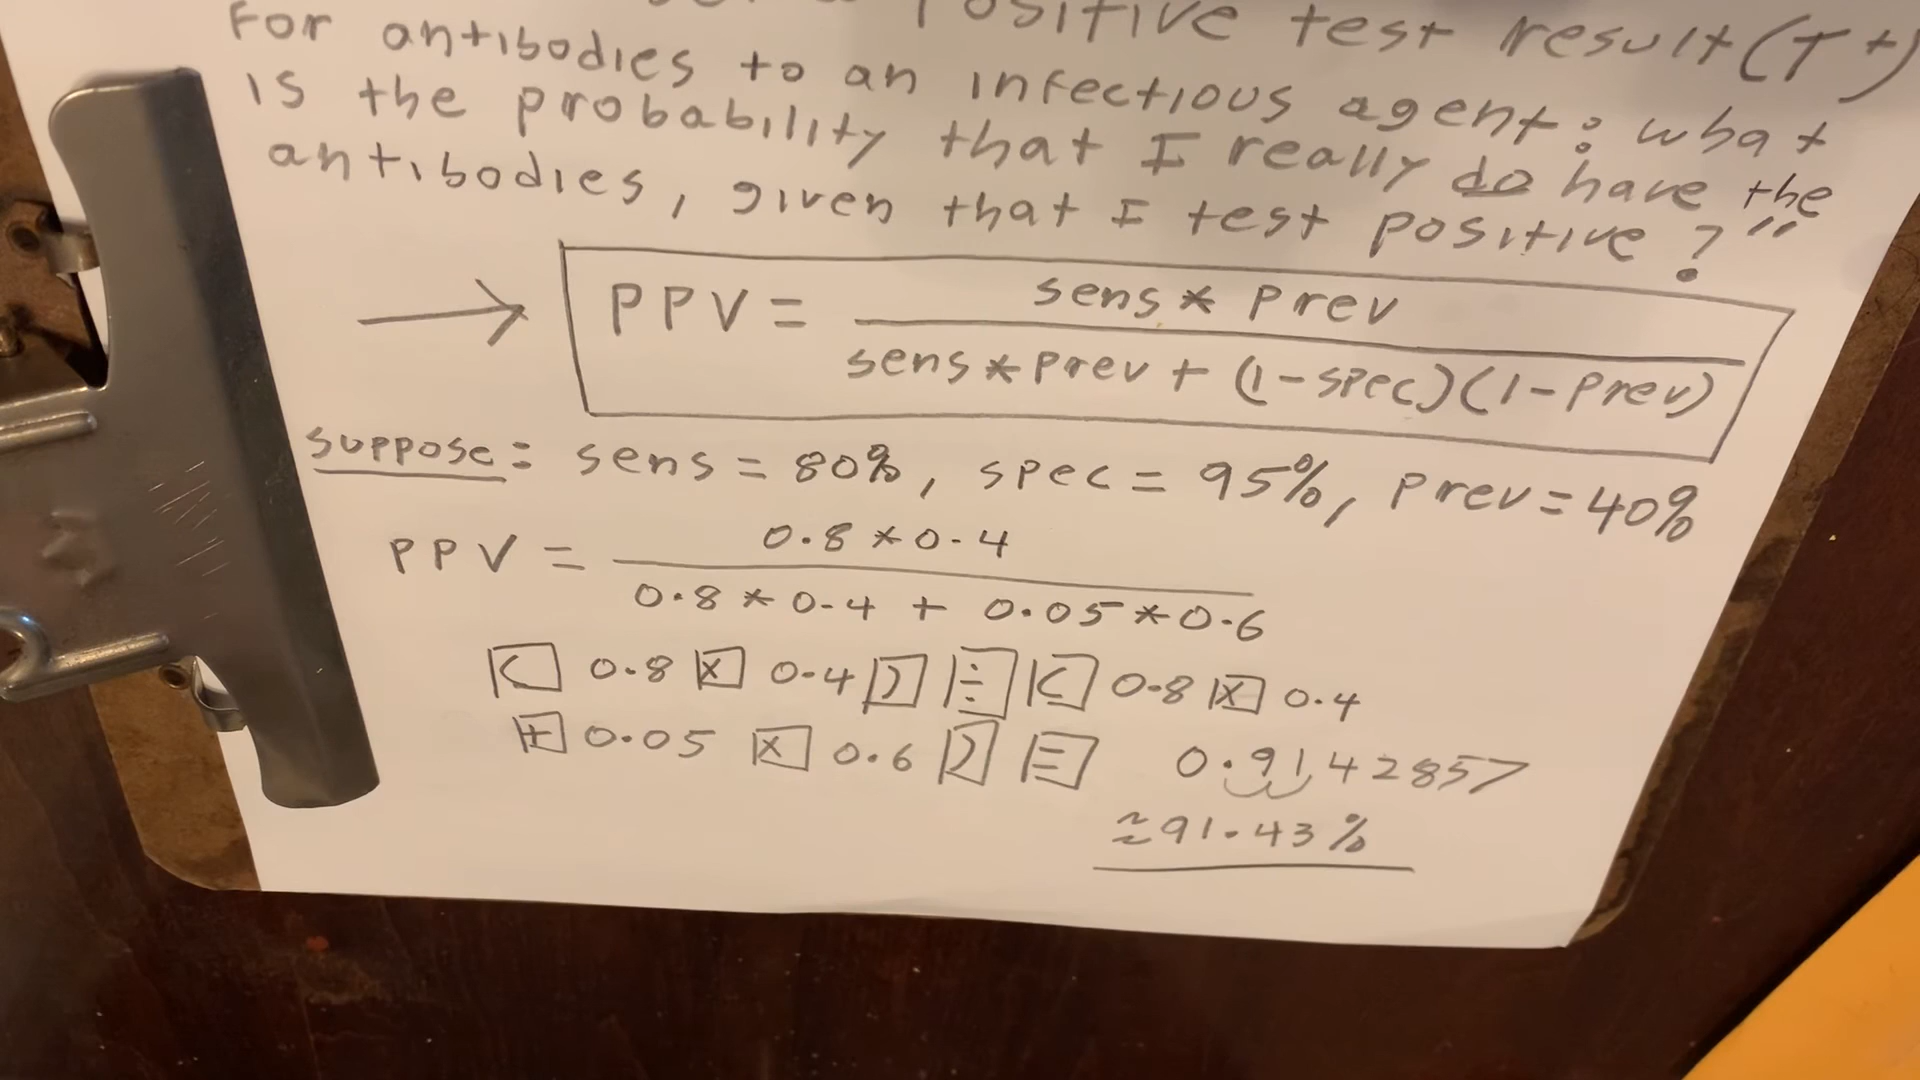 Positive test result (T+)
For antibodies to an infectious agent: what
is the probability that I really do have the
antibodies, given that I test positive?"
→ PPV = sens * prev
sens * prev + (1-spec)(1-prev)
suppose: sens = 80%, spec = 95%, prev = 40%
PPV = 0.8 * 0.4
0.8 * 0.4 + 0.05 * 0.6
( 0.8 x 0.4 ) ÷ ( 0.8 x 0.4
+ 0.05 x 0.6 ) = 0.9142857
≈ 91.43%